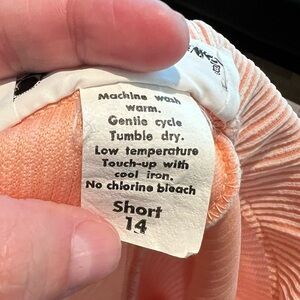 Machine wash
warm.
Gentle cycle
Tumble dry.
Low temperature
Touch-up with
cool iron.
No chlorine bleach
Short
14